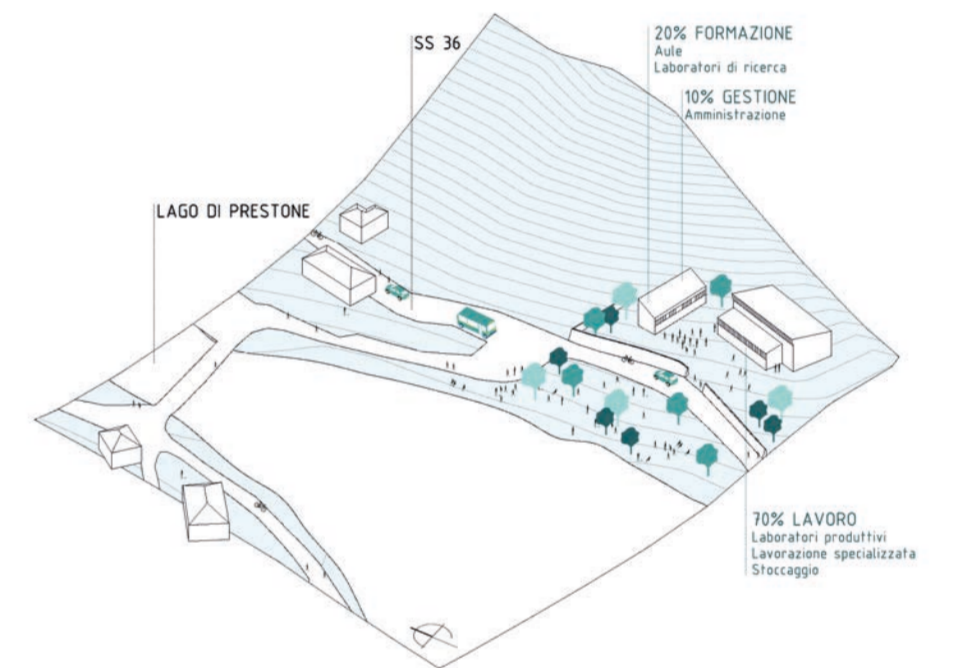 SS 36
20% FORMAZIONE
Aule
Laboratori di ricerca
10% GESTIONE
Amministrazione
LAGO DI PRESTONE
70% LAVORO
Laboratori produttivi
Lavorazione specializzata
Stoccaggio